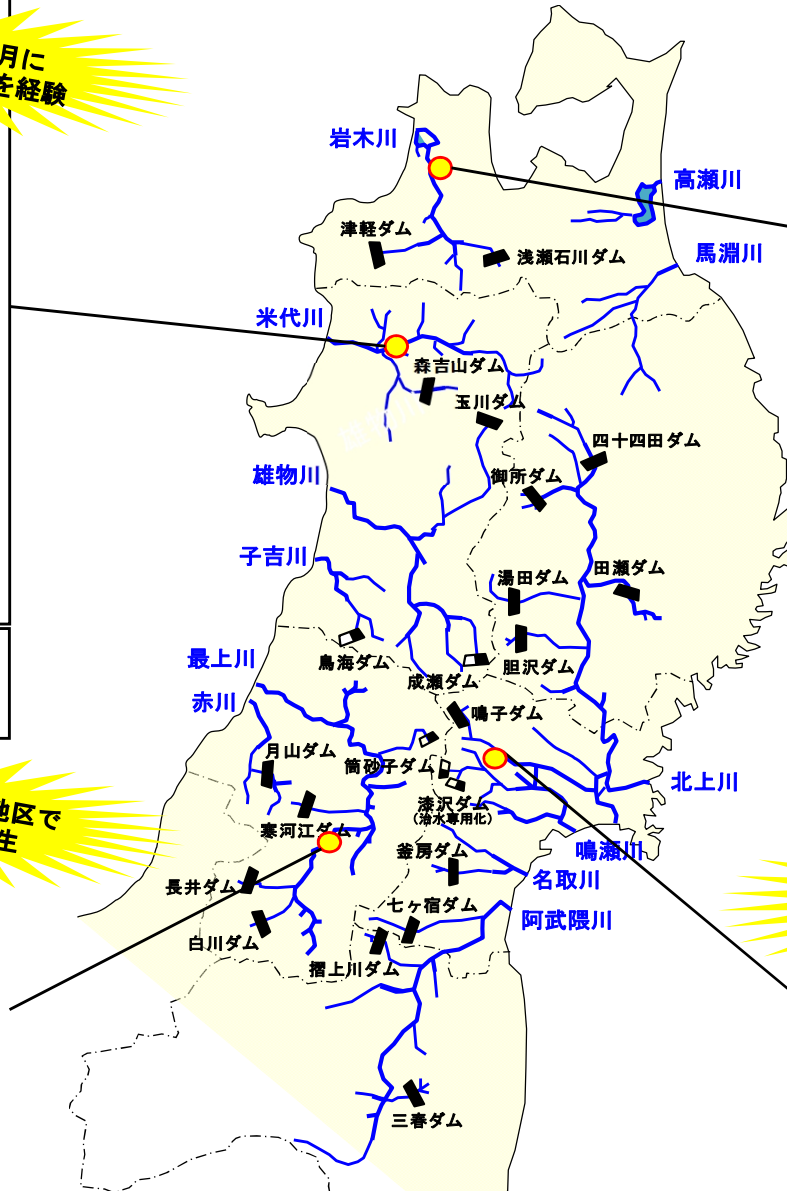 月に
を経験
岩木川
高瀬川
津軽ダム
浅瀬石川ダム
馬淵川
米代川
森吉山ダム
玉川ダム
四十四田ダム
雄物川
御所ダム
子吉川
湯田ダム
田瀬ダム
最上川
鳥海ダム
成瀬ダム
胆沢ダム
赤川
鳴子ダム
月山ダム
筒砂子ダム
北上川
漆沢ダム
(治水専用化)
地区で
生
寒河江ダム
釜房ダム
鳴瀬川
長井ダム
名取川
七ヶ宿ダム
阿武隈川
白川ダム
摺上川ダム
三春ダム